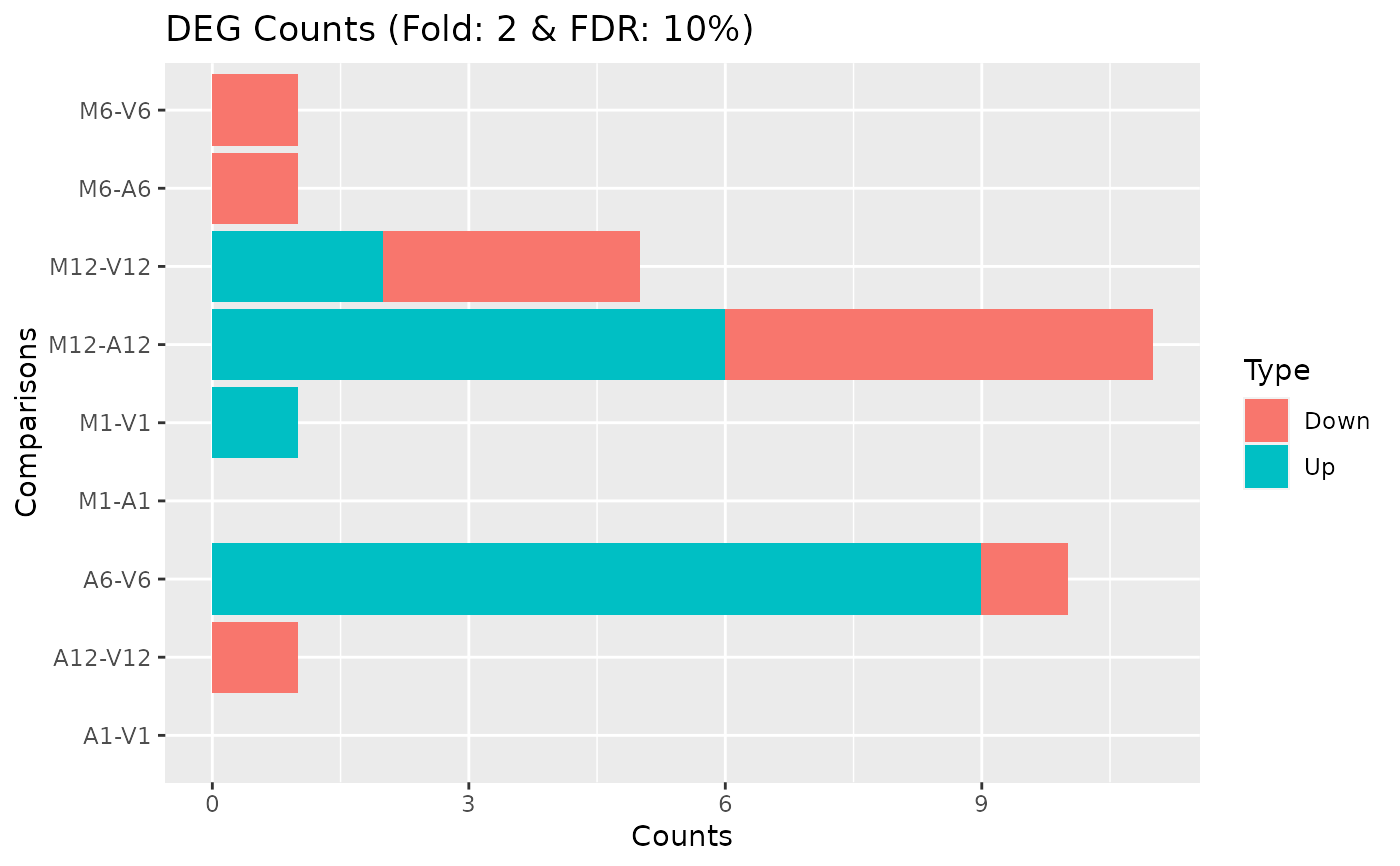 DEG Counts (Fold: 2 & FDR: 10%)
M6-V6
M6-A6
M12-V12
M12-A12
M1-V1
M1-A1
A6-V6
A12-V12
A1-V1
Comparisons
0 3 6 9
Counts
Type
Down
Up